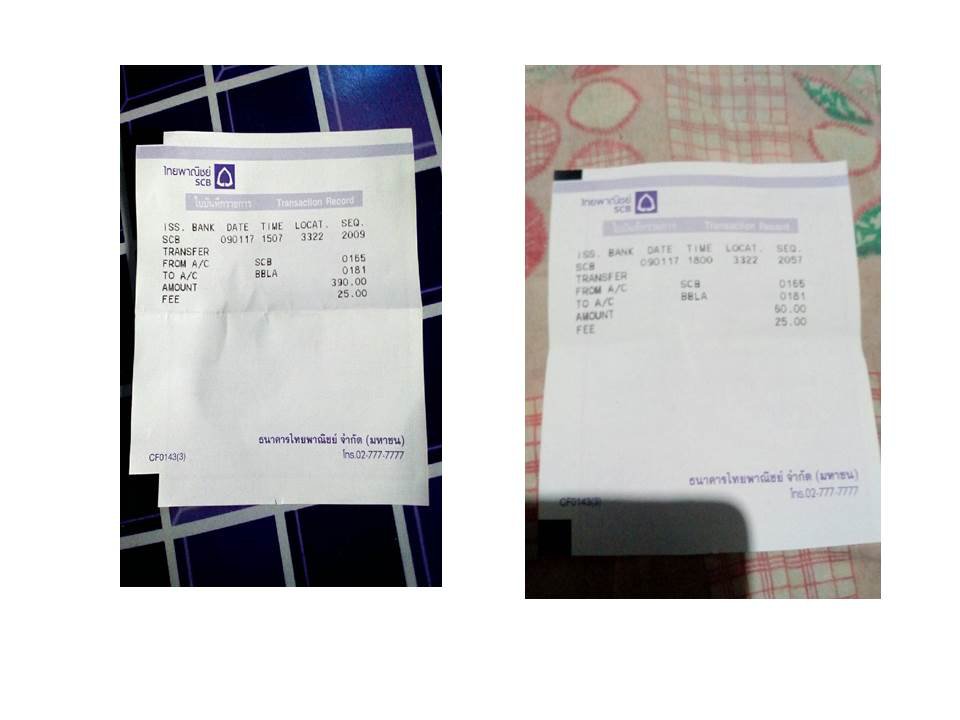 ไทยพาณิชย์
SCB
ใบบันทึกรายการ Transaction Record
ISS. BANK DATE TIME LOCAT. SEQ.
SCB 090117 1507 3322 2009
TRANSFER
FROM A/C SCB 0165
TO A/C BBLA 0181
AMOUNT 390.00
FEE 25.00
ธนาคารไทยพาณิชย์ จำกัด (มหาชน)
CF0143(3) โทร.02-777-7777
ไทยพาณิชย์
SCB
ใบบันทึกรายการ Transaction Record
ISS. BANK DATE TIME LOCAT. SEQ.
SCB 090117 1800 3322 2057
TRANSFER
FROM A/C SCB 0165
TO A/C BBLA 0181
AMOUNT 50.00
FEE 25.00
ธนาคารไทยพาณิชย์ จำกัด (มหาชน)
CF0143(3) โทร.02-777-7777